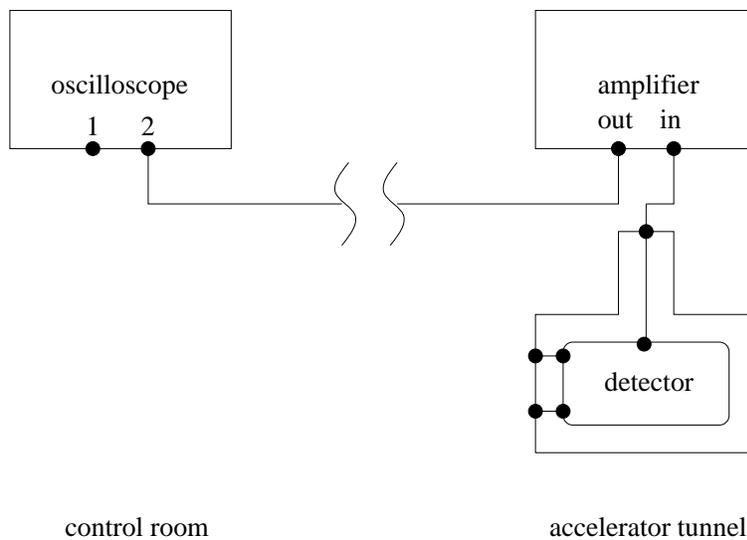 oscilloscope
1 2
amplifier
out in
detector
control room
accelerator tunnel